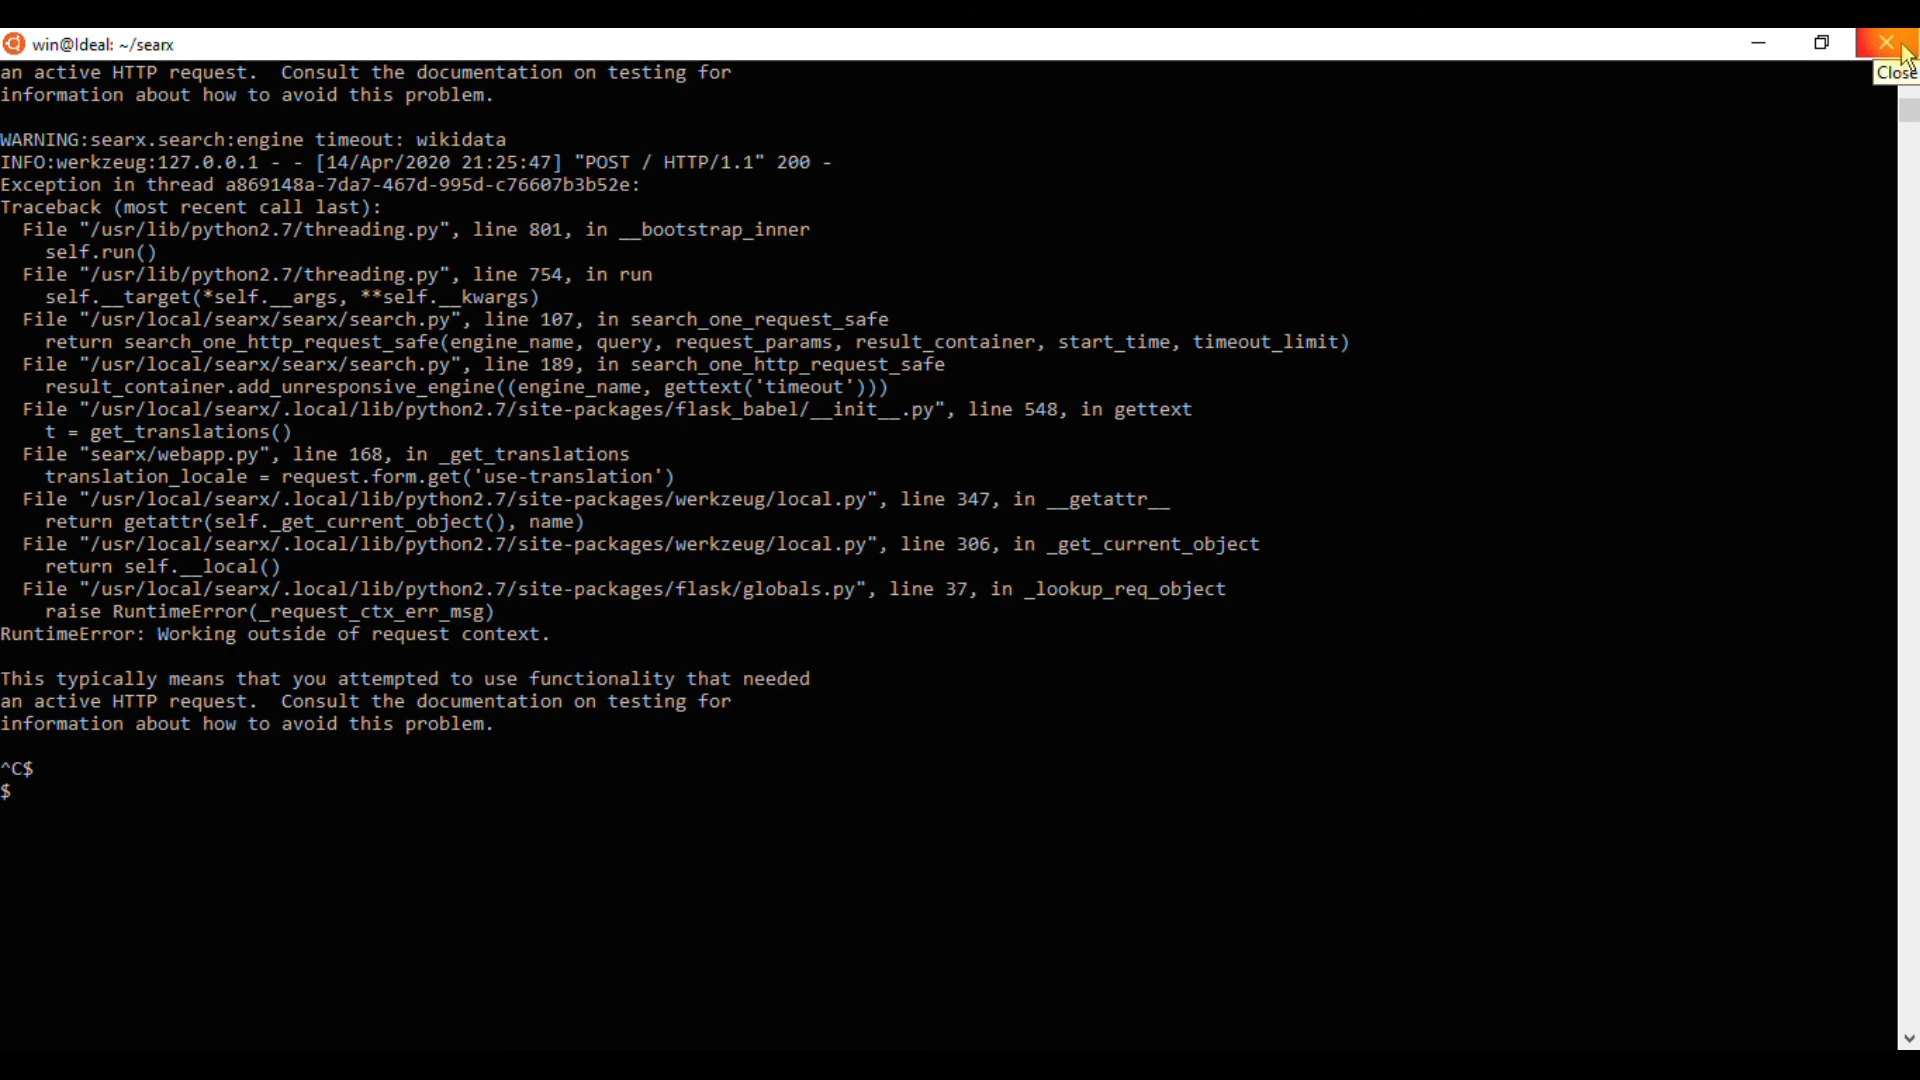 win@Ideal: ~/searx
Close
an active HTTP request.  Consult the documentation on testing for
information about how to avoid this problem.

WARNING:searx.search:engine timeout: wikidata
INFO:werkzeug:127.0.0.1 - - [14/Apr/2020 21:25:47] "POST / HTTP/1.1" 200 -
Exception in thread a869148a-7da7-467d-995d-c76607b3b52e:
Traceback (most recent call last):
  File "/usr/lib/python2.7/threading.py", line 801, in __bootstrap_inner
    self.run()
  File "/usr/lib/python2.7/threading.py", line 754, in run
    self.__target(*self.__args, **self.__kwargs)
  File "/usr/local/searx/searx/search.py", line 107, in search_one_request_safe
    return search_one_http_request_safe(engine_name, query, request_params, result_container, start_time, timeout_limit)
  File "/usr/local/searx/searx/search.py", line 189, in search_one_http_request_safe
    result_container.add_unresponsive_engine((engine_name, gettext('timeout')))
  File "/usr/local/searx/.local/lib/python2.7/site-packages/flask_babel/__init__.py", line 548, in gettext
    t = get_translations()
  File "searx/webapp.py", line 168, in _get_translations
    translation_locale = request.form.get('use-translation')
  File "/usr/local/searx/.local/lib/python2.7/site-packages/werkzeug/local.py", line 347, in __getattr__
    return getattr(self._get_current_object(), name)
  File "/usr/local/searx/.local/lib/python2.7/site-packages/werkzeug/local.py", line 306, in _get_current_object
    return self.__local()
  File "/usr/local/searx/.local/lib/python2.7/site-packages/flask/globals.py", line 37, in _lookup_req_object
    raise RuntimeError(_request_ctx_err_msg)
RuntimeError: Working outside of request context.

This typically means that you attempted to use functionality that needed
an active HTTP request.  Consult the documentation on testing for
information about how to avoid this problem.

^C$
$